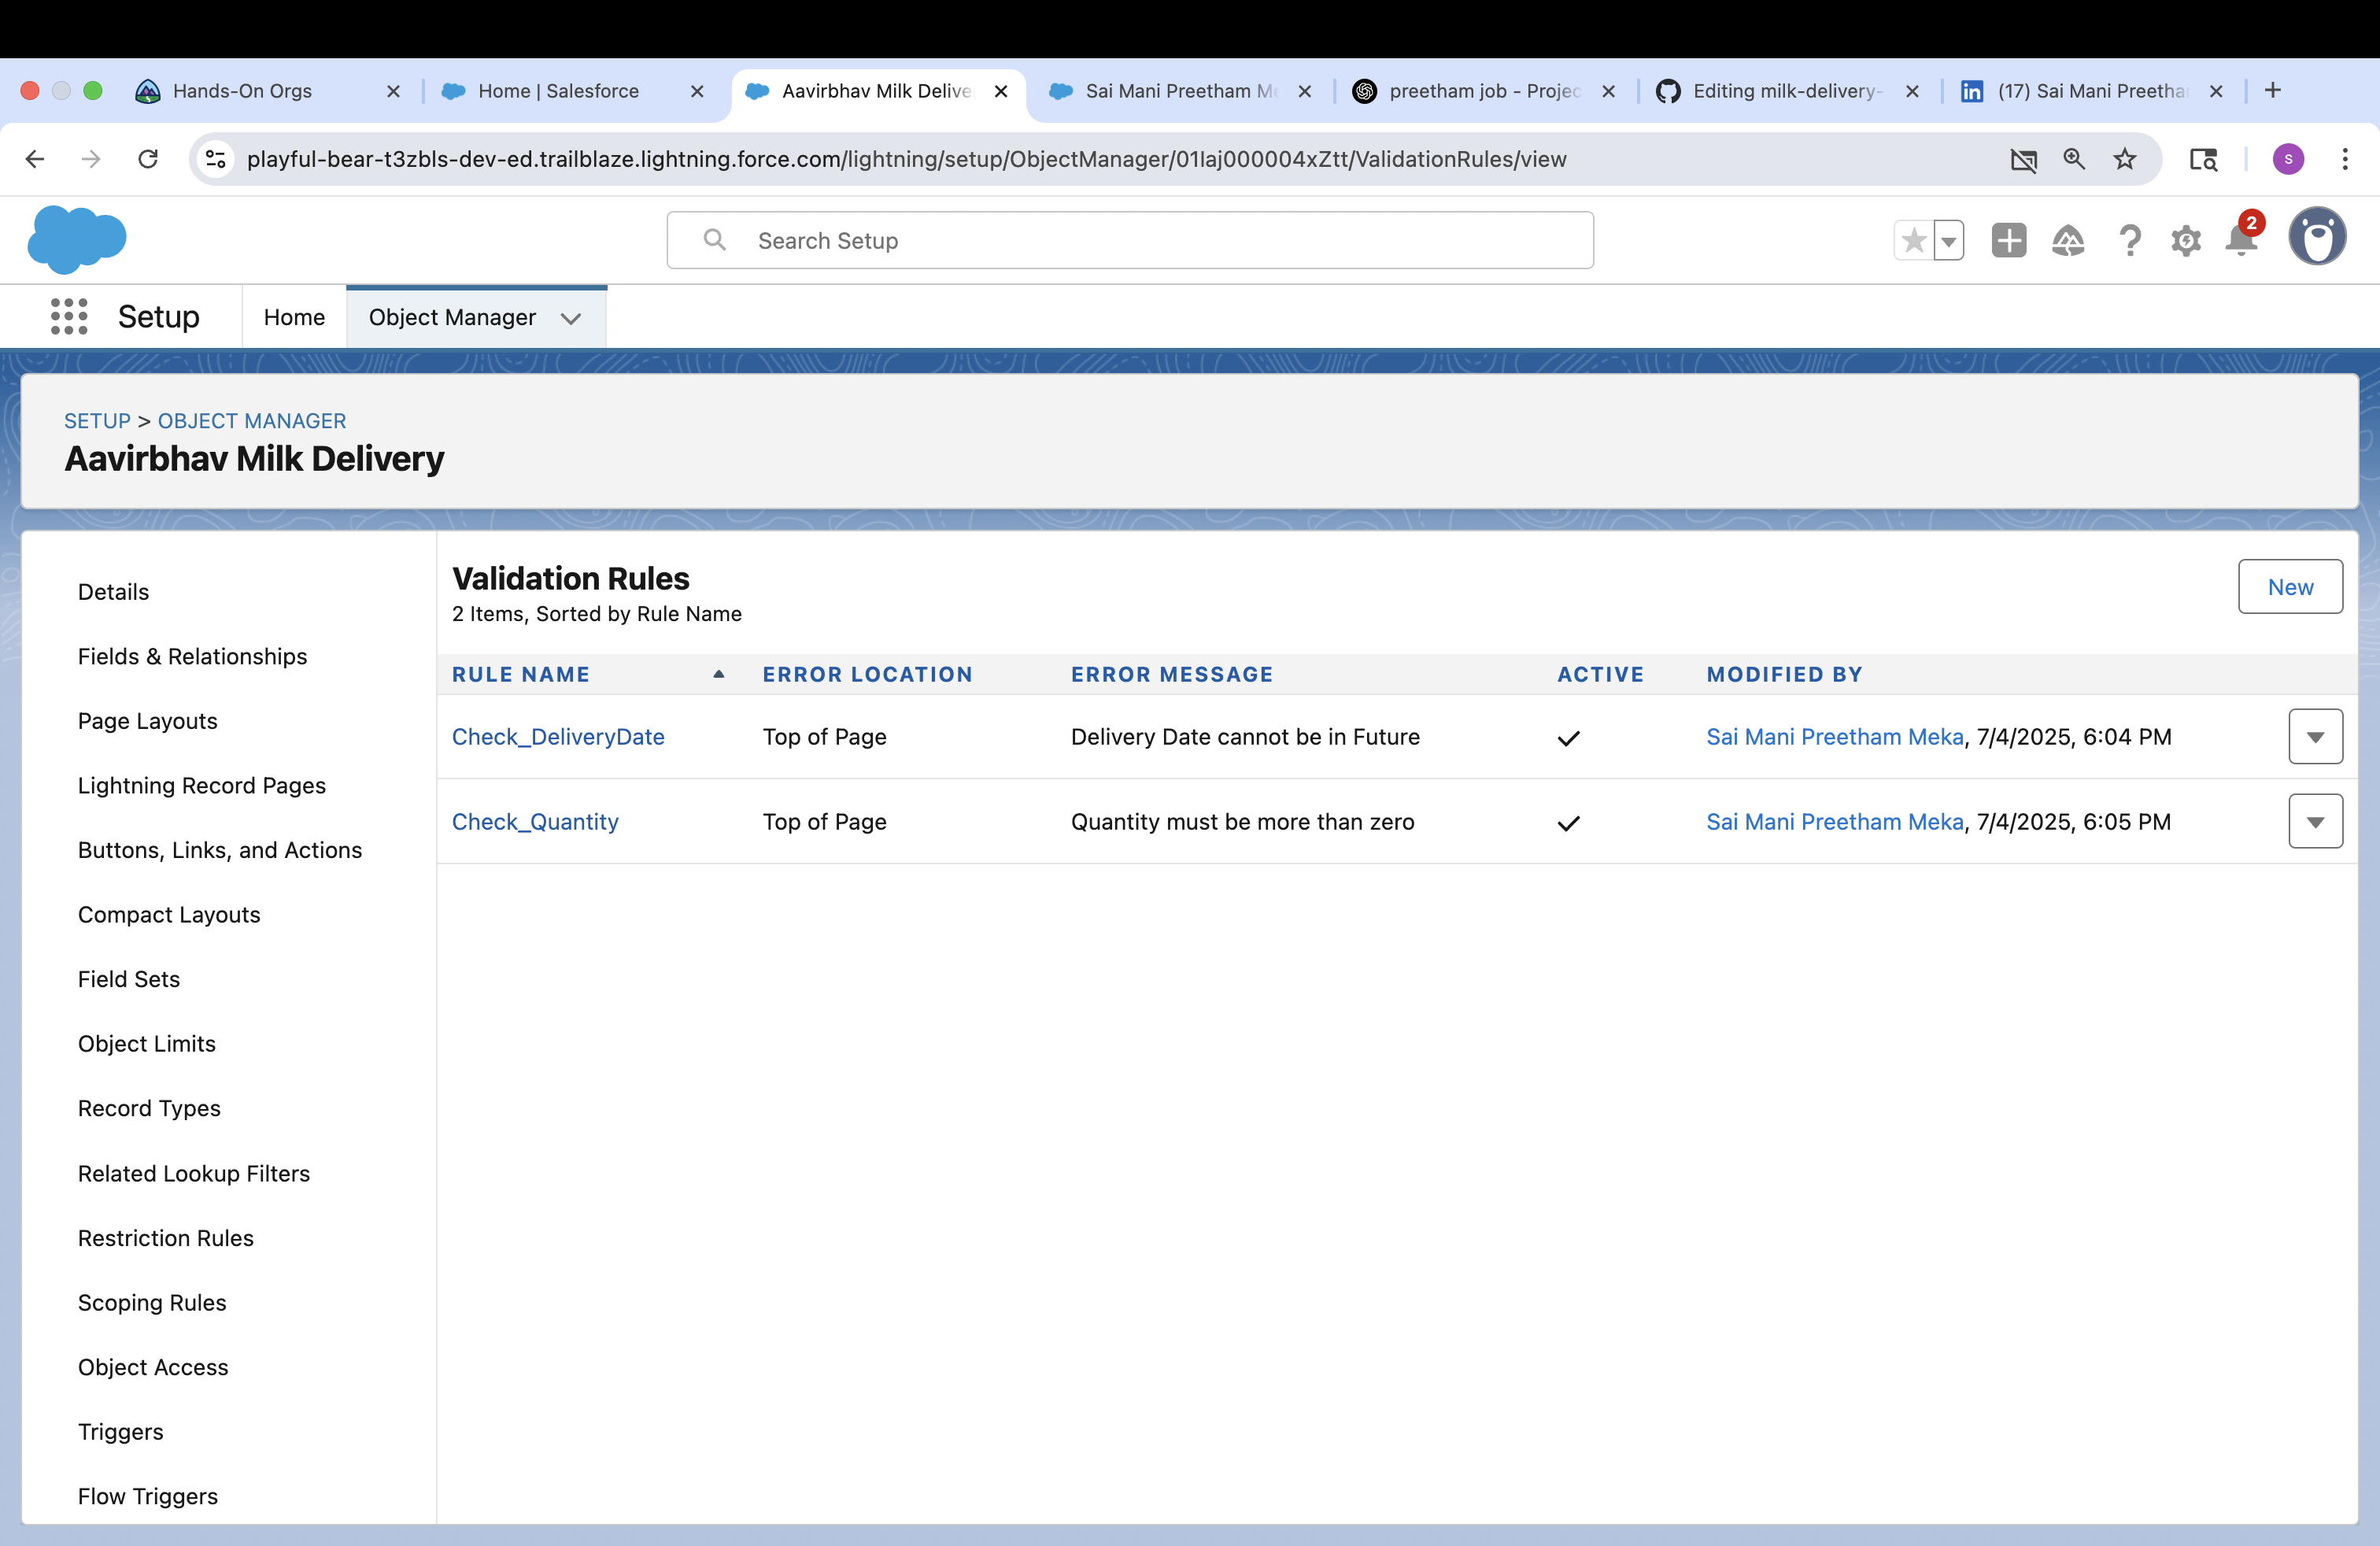 Hands-On Orgs
Home | Salesforce
Aavirbhav Milk Delive
Sai Mani Preetham M
preetham job - Projec
Editing milk-delivery-
(17) Sai Mani Preetha
playful-bear-t3zbls-dev-ed.trailblaze.lightning.force.com/lightning/setup/ObjectManager/01Iaj000004xZtt/ValidationRules/view
s
Search Setup
2
Setup
Home
Object Manager
SETUP > OBJECT MANAGER
Aavirbhav Milk Delivery
Details
Fields & Relationships
Page Layouts
Lightning Record Pages
Buttons, Links, and Actions
Compact Layouts
Field Sets
Object Limits
Record Types
Related Lookup Filters
Restriction Rules
Scoping Rules
Object Access
Triggers
Flow Triggers
Validation Rules
2 Items, Sorted by Rule Name
New
RULE NAME ERROR LOCATION ERROR MESSAGE ACTIVE MODIFIED BY
Check_DeliveryDate Top of Page Delivery Date cannot be in Future Sai Mani Preetham Meka, 7/4/2025, 6:04 PM
Check_Quantity Top of Page Quantity must be more than zero Sai Mani Preetham Meka, 7/4/2025, 6:05 PM